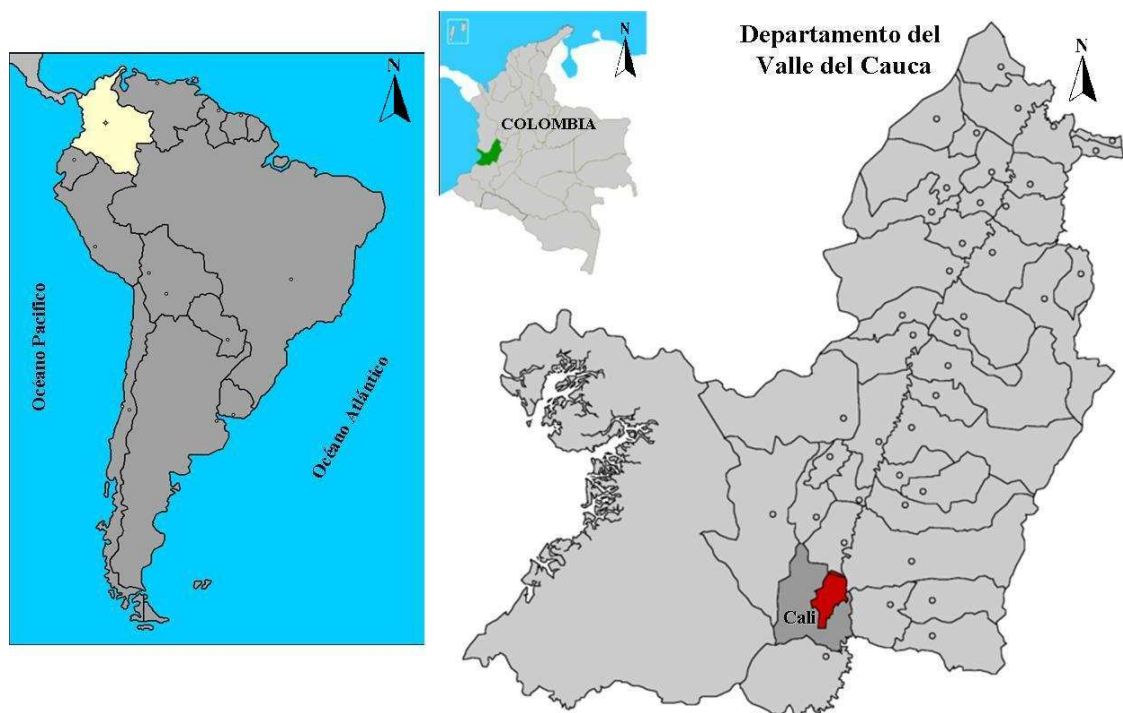 N
Océano Pacifico
Océano Atlántico
N
COLOMBIA
Departamento del
Valle del Cauca
N
Cali